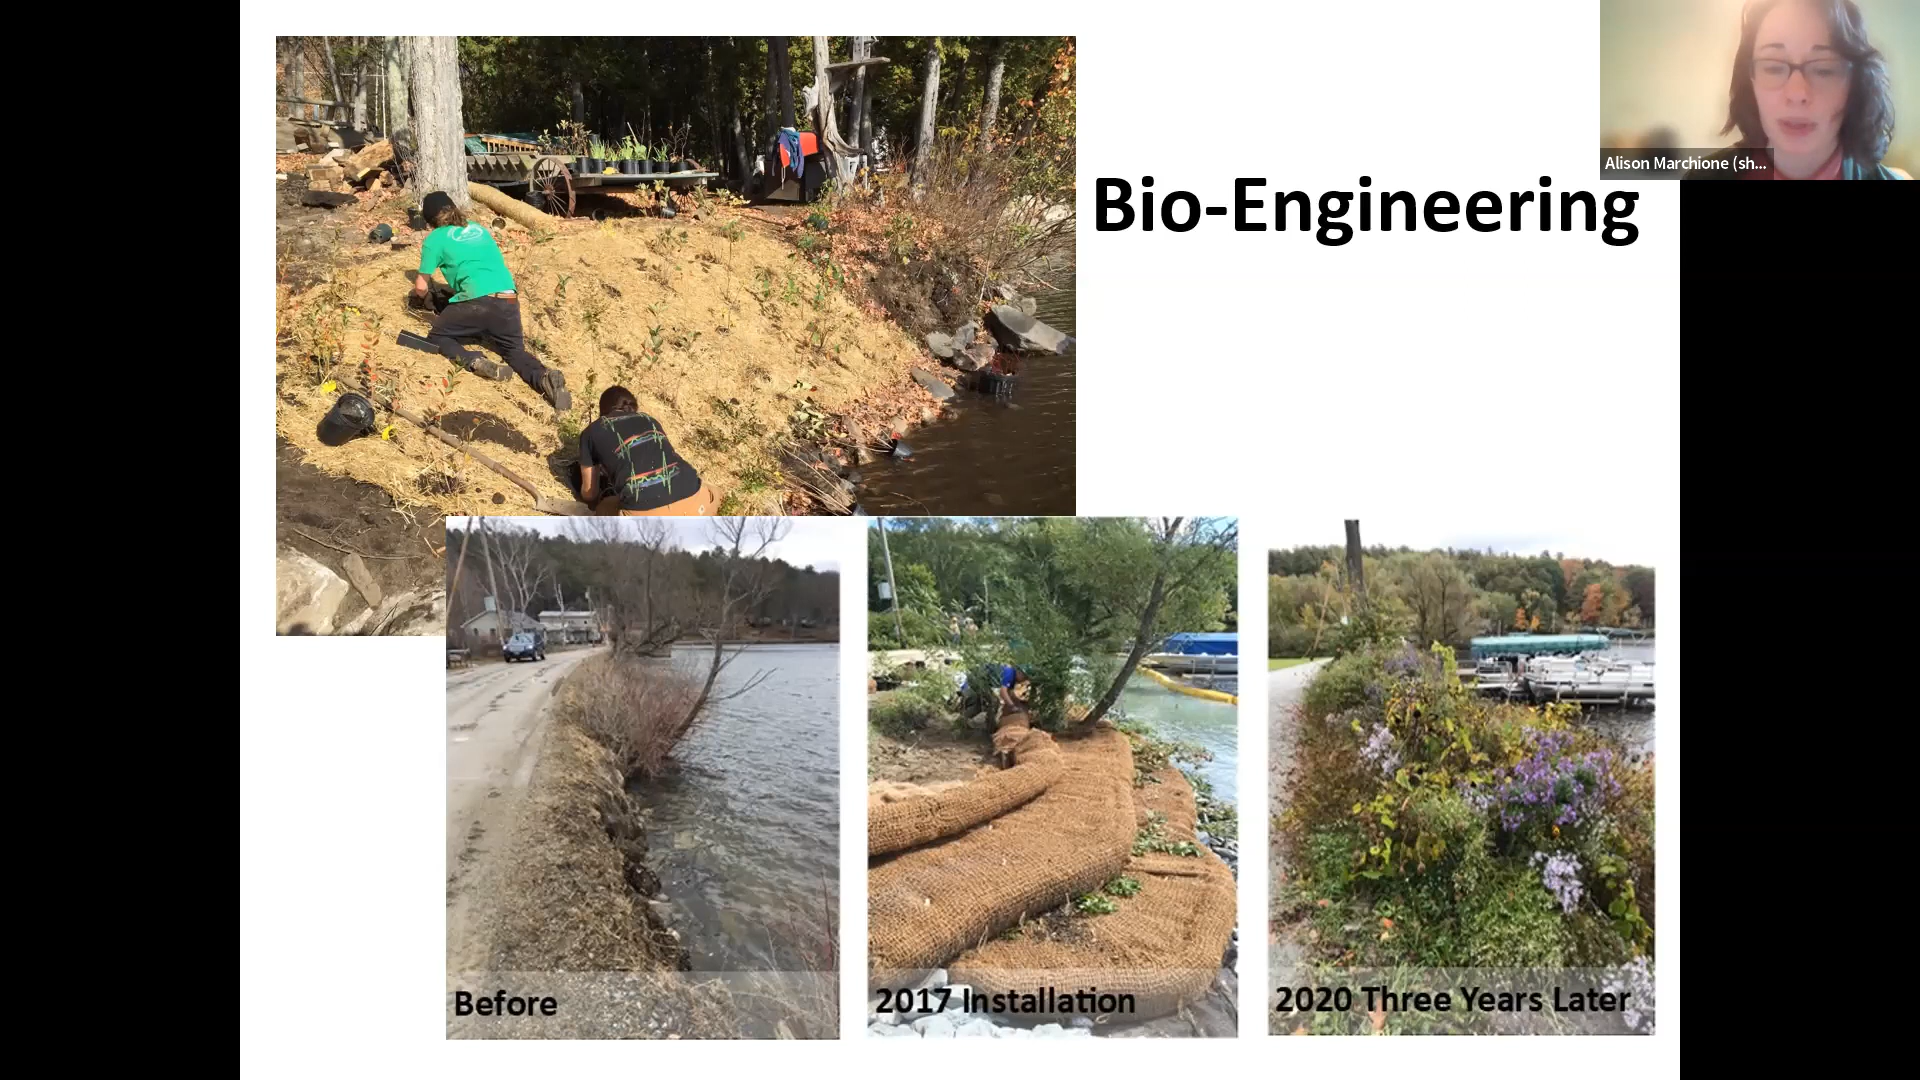 Alison Marchione (sh...
Bio-Engineering
Before
2017 Installation
2020 Three Years Later